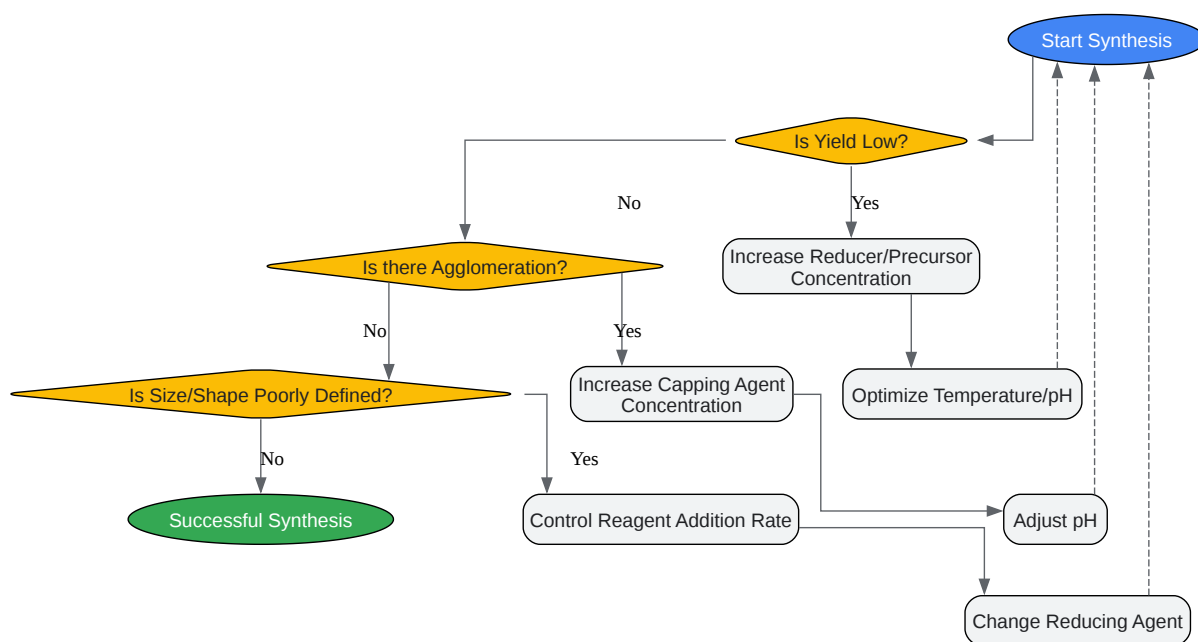 Start Synthesis
Is Yield Low?
No
Yes
Increase Reducer/Precursor
Concentration
Is there Agglomeration?
No
Yes
Increase Capping Agent
Concentration
Optimize Temperature/pH
Is Size/Shape Poorly Defined?
No
Yes
Successful Synthesis
Control Reagent Addition Rate
Adjust pH
Change Reducing Agent